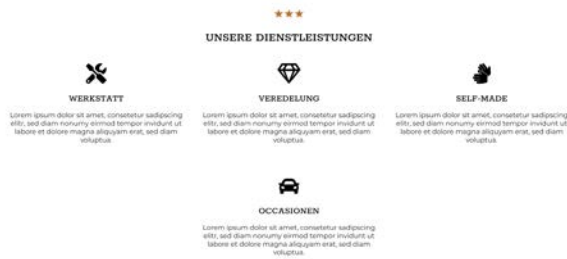 UNSERE DIENSTLEISTUNGEN
WERKSTATT
Lorem ipsum dolor sit amet, consetetur sadipscing
elitr, sed diam nonumy eirmod tempor invidunt ut
labore et dolore magna aliquyam erat, sed diam
voluptua.
VEREDELUNG
Lorem ipsum dolor sit amet, consetetur sadipscing
elitr, sed diam nonumy eirmod tempor invidunt ut
labore et dolore magna aliquyam erat, sed diam
voluptua.
SELF-MADE
Lorem ipsum dolor sit amet, consetetur sadipscing
elitr, sed diam nonumy eirmod tempor invidunt ut
labore et dolore magna aliquyam erat, sed diam
voluptua.
OCCASIONEN
Lorem ipsum dolor sit amet, consetetur sadipscing
elitr, sed diam nonumy eirmod tempor invidunt ut
labore et dolore magna aliquyam erat, sed diam
voluptua.